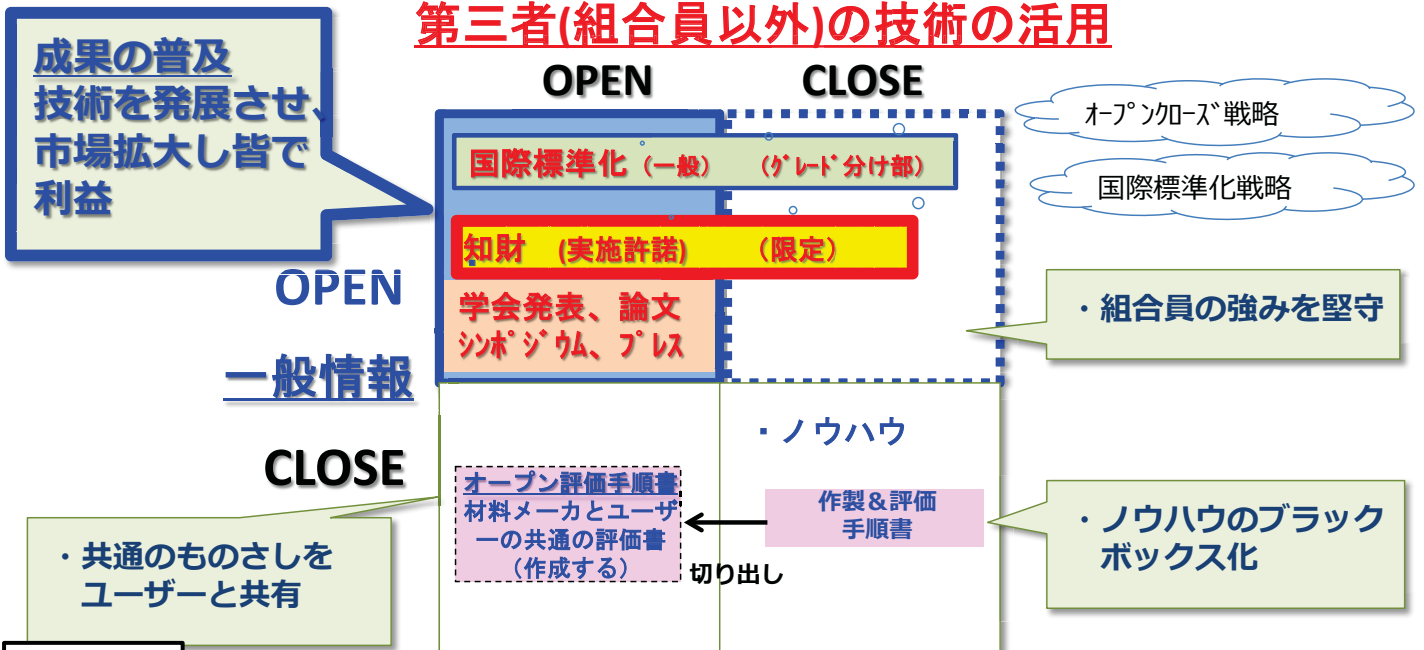 第三者(組合員以外)の技術の活用
成果の普及
技術を発展させ、
市場拡大し皆で
利益
OPEN
CLOSE
オープンクローズ戦略
国際標準化戦略
国際標準化（一般） （グレード分け部）
知財 (実施許諾) （限定）
学会発表、論文
シンポジウム、プレス
OPEN
一般情報
・組合員の強みを堅守
CLOSE
・ノウハウ
オープン評価手順書
材料メーカとユーザ
ーの共通の評価書
（作成する）
切り出し
作製＆評価
手順書
・ノウハウのブラック
ボックス化
・共通のものさしを
ユーザーと共有